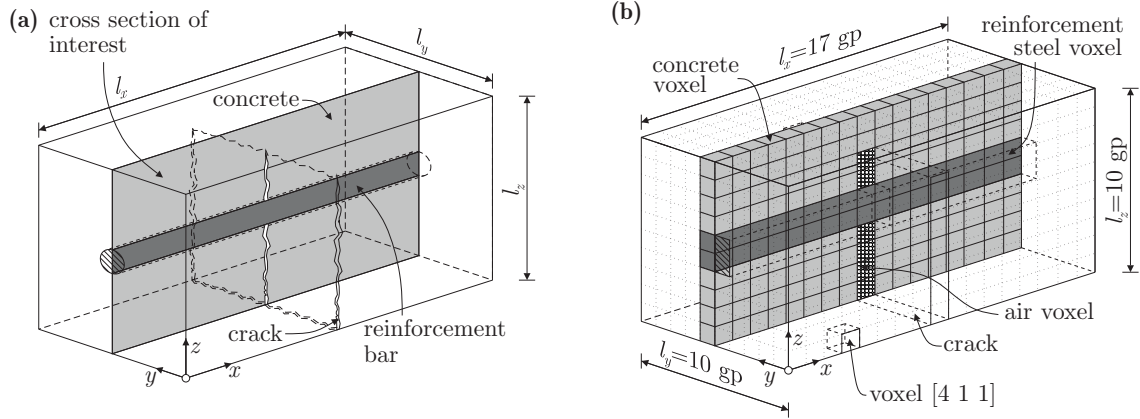 (a)
cross section of
interest
l_x
l_y
concrete
l_z
crack
reinforcement
bar
z
y
x
(b)
l_x=17 gp
reinforcement
steel voxel
concrete
voxel
l_z=10 gp
air voxel
crack
l_y=10 gp
z
y
x
voxel [4 1 1]